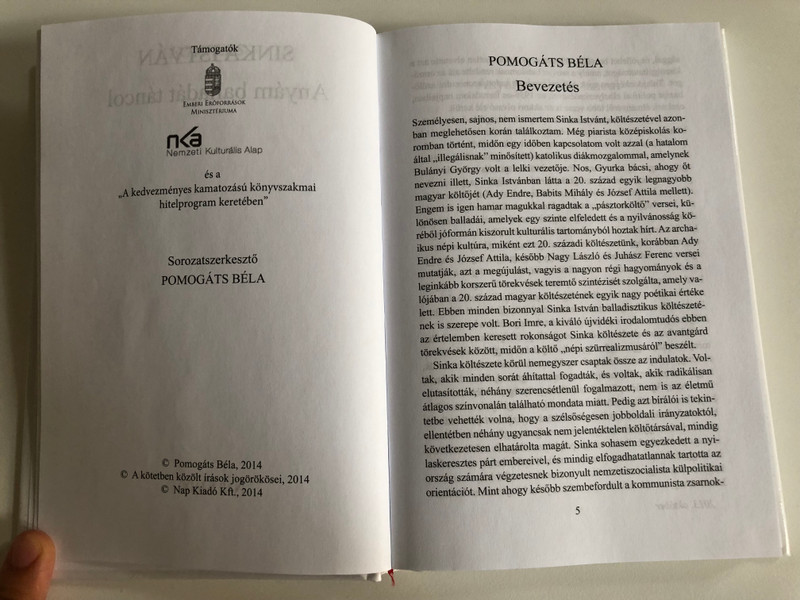 Támogatók
EMBERI ERŐFORRÁSOK
MINISZTÉRIUMA
nka
Nemzeti Kulturális Alap
és a
„A kedvezményes kamatozású könyvszakmai
hitelprogram keretében”
Sorozatszerkesztő
POMOGÁTS BÉLA
© Pomogáts Béla, 2014
© A kötetben közölt írások jogörökösei, 2014
© Nap Kiadó Kft., 2014
POMOGÁTS BÉLA
Bevezetés
Személyesen, sajnos, nem ismertem Sinka Istvánt, költészetével azon-
ban meglehetősen korán találkoztam. Még piarista középiskolás ko-
romban történt, midőn egy időben kapcsolatom volt azzal (a hatalom
által „illegálisnak” minősített) katolikus diákmozgalommal, amelynek
Bulányi György volt a lelki vezetője. Nos, Gyurka bácsi, ahogy őt
nevezni illett, Sinka Istvánban látta a 20. század egyik legnagyobb
magyar költőjét (Ady Endre, Babits Mihály és József Attila mellett).
Engem is igen hamar magukkal ragadtak a „pásztorköltő” versei, kü-
lönösen balladái, amelyek egy szinte elfeledett és a nyilvánosság kö-
réből jóformán kiszorult kulturális tartományból hoztak hírt. Az archa-
ikus népi kultúra, miként ezt 20. századi költészetünk, korábban Ady
Endre és József Attila, később Nagy László és Juhász Ferenc versei
mutatják, azt a megújulást, vagyis a nagyon régi hagyományok és a
leginkább korszerű törekvések teremtő szintézisét szolgálta, amely va-
lójában a 20. század magyar költészetének egyik nagy poétikai értéke
lett. Ebben minden bizonnyal Sinka István balladisztikus költészeté-
nek is szerepe volt. Bori Imre, a kiváló újvidéki irodalomtudós ebben
az értelemben keresett rokonságot Sinka költészete és az avantgárd
törekvések között, midőn a költő „népi szürrealizmusáról” beszélt.
Sinka költészete körül nemegyszer csaptak össze az indulatok. Vol-
tak, akik minden sorát áhítattal fogadták, és voltak, akik radikálisan
elutasították, néhány szerencsétlenül fogalmazott, nem is az életmű
átlagos színvonalán található mondata miatt. Pedig azt bírálói is tekin-
tetbe vehették volna, hogy a szélsőségesen jobboldali irányzatoktól,
ellentétben néhány ugyancsak nem jelentéktelen költőtársával, mindig
következetesen elhatárolta magát. Sinka sohasem egyezkedett a nyi-
laskeresztes párt embereivel, és mindig elfogadhatatlannak tartotta az
ország számára végzetesnek bizonyult nemzetiszocialista külpolitikai
orientációt. Mint ahogy később szembefordult a kommunista zsarnok-
5